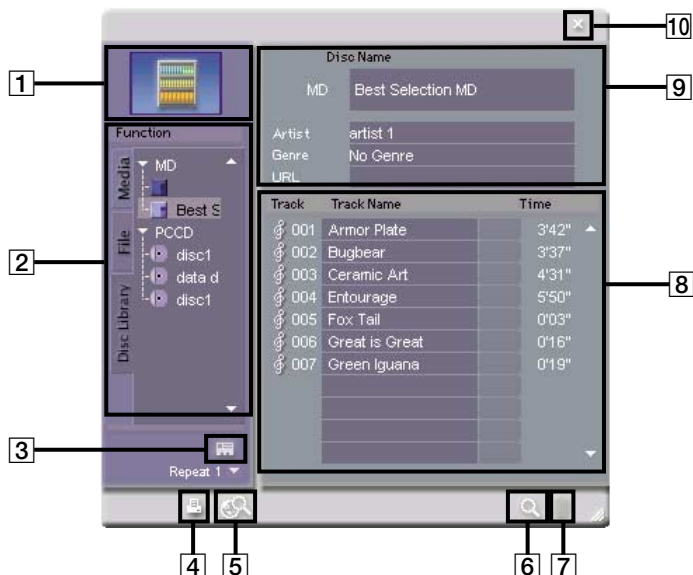 10
1
Disc Name
MD Best Selection MD
9
Artist artist 1
Genre No Genre
URL
2
Function
Media
File
Disc Library
MD
Best S
PCCD
disc1
data d
disc1
Track Track Name Time
001 Armor Plate 3'42"
002 Bugbear 3'37"
003 Ceramic Art 4'31"
004 Entourage 5'50"
005 Fox Tail 0'03"
006 Great is Great 0'16"
007 Green Iguana 0'19"
8
3
Repeat 1
4 5 6 7